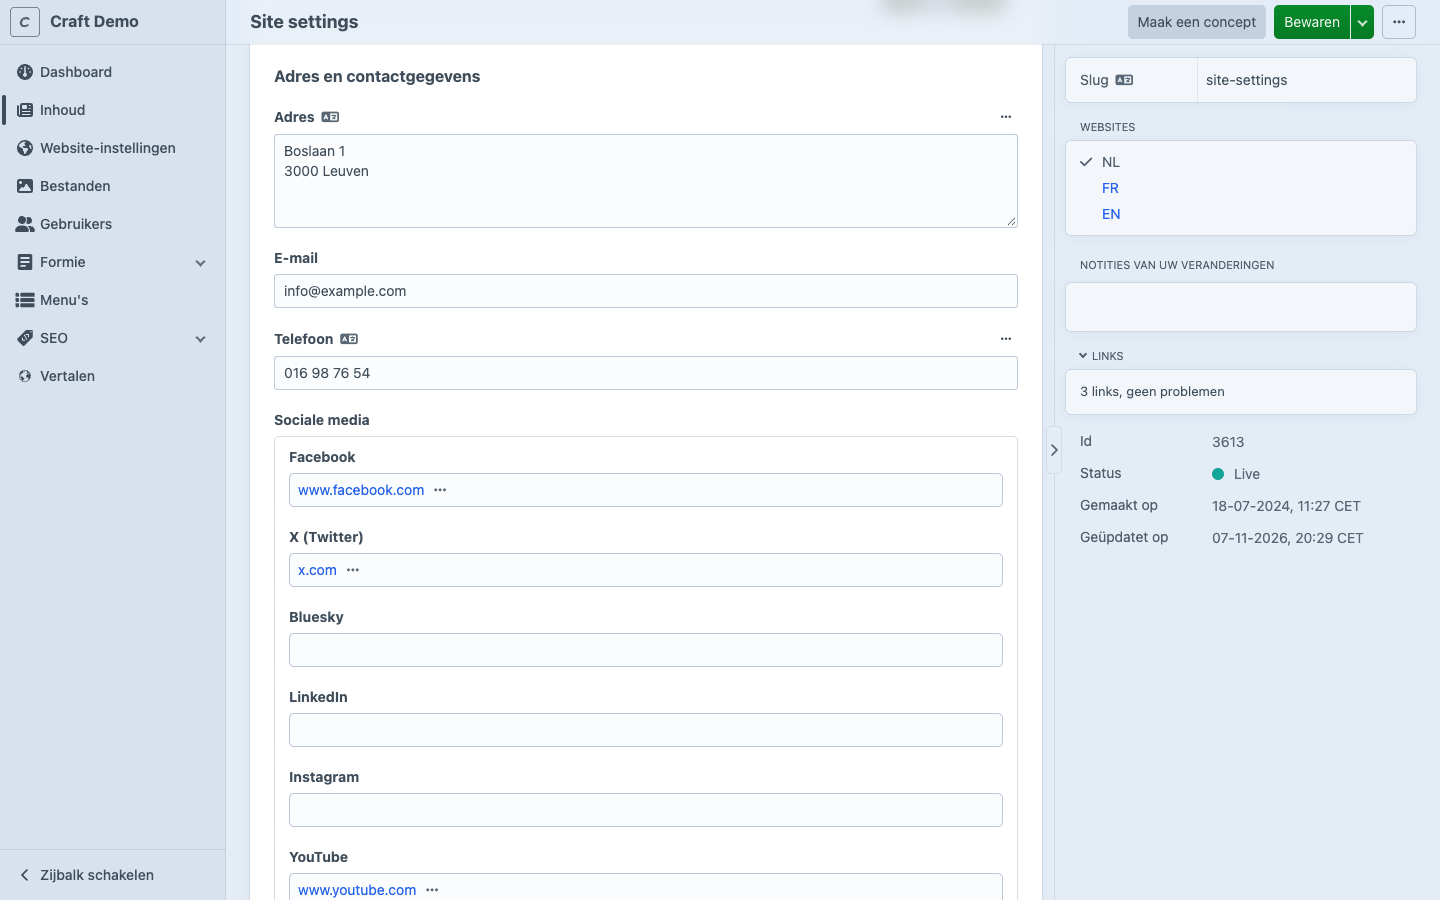 C Craft Demo
Site settings
Maak een concept
Bewaren
Dashboard
Inhoud
Website-instellingen
Bestanden
Gebruikers
Formie
Menu's
SEO
Vertalen
Zijbalk schakelen
Adres en contactgegevens
Adres
Boslaan 1
3000 Leuven
E-mail
info@example.com
Telefoon
016 98 76 54
Sociale media
Facebook
www.facebook.com
X (Twitter)
x.com
Bluesky
LinkedIn
Instagram
YouTube
www.youtube.com
Slug
site-settings
WEBSITES
NL
FR
EN
NOTITIES VAN UW VERANDERINGEN
LINKS
3 links, geen problemen
Id 3613
Status Live
Gemaakt op 18-07-2024, 11:27 CET
Geüpdatet op 07-11-2026, 20:29 CET